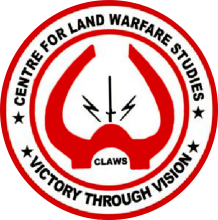 CENTRE FOR LAND WARFARE STUDIES
CLAWS
VICTORY THROUGH VISION